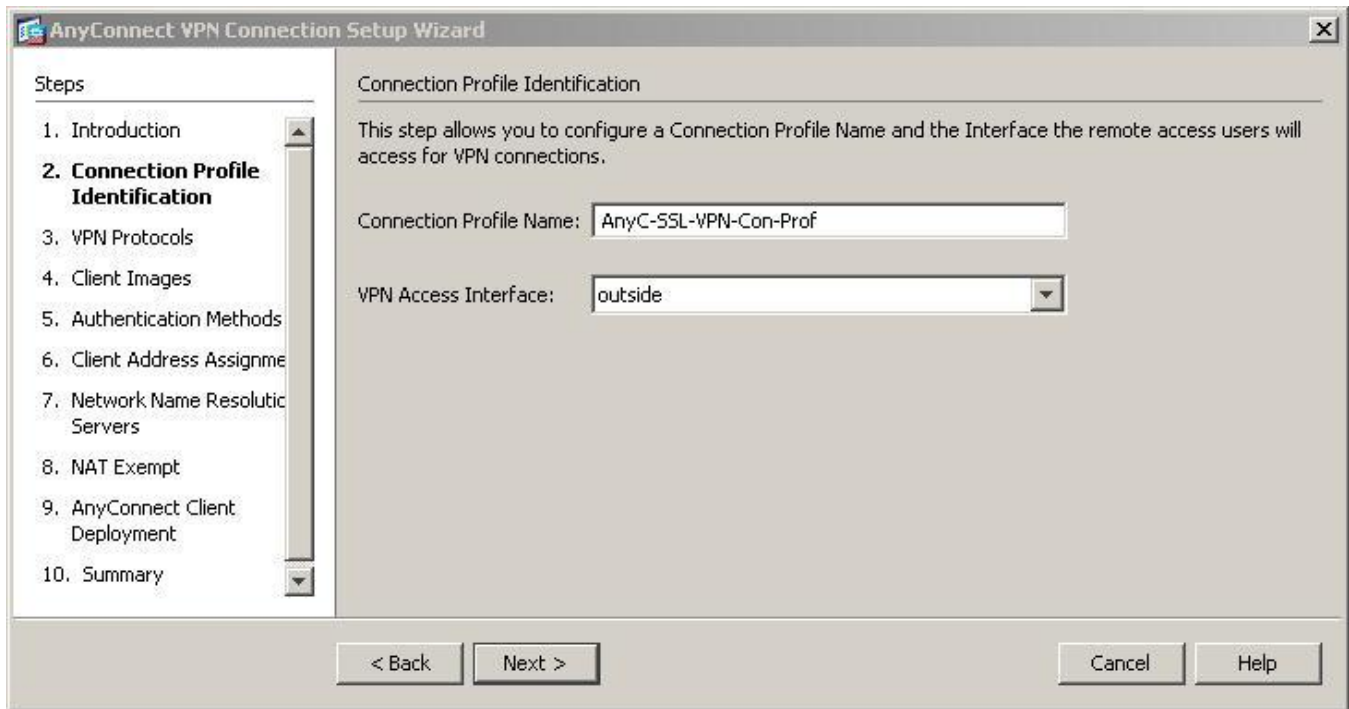 AnyConnect VPN Connection Setup Wizard
Steps
1. Introduction
2. Connection Profile
Identification
3. VPN Protocols
4. Client Images
5. Authentication Methods
6. Client Address Assignme
7. Network Name Resolutic
Servers
8. NAT Exempt
9. AnyConnect Client
Deployment
10. Summary
Connection Profile Identification
This step allows you to configure a Connection Profile Name and the Interface the remote access users will
access for VPN connections.
Connection Profile Name: AnyC-SSL-VPN-Con-Prof
VPN Access Interface: outside
< Back Next > Cancel Help